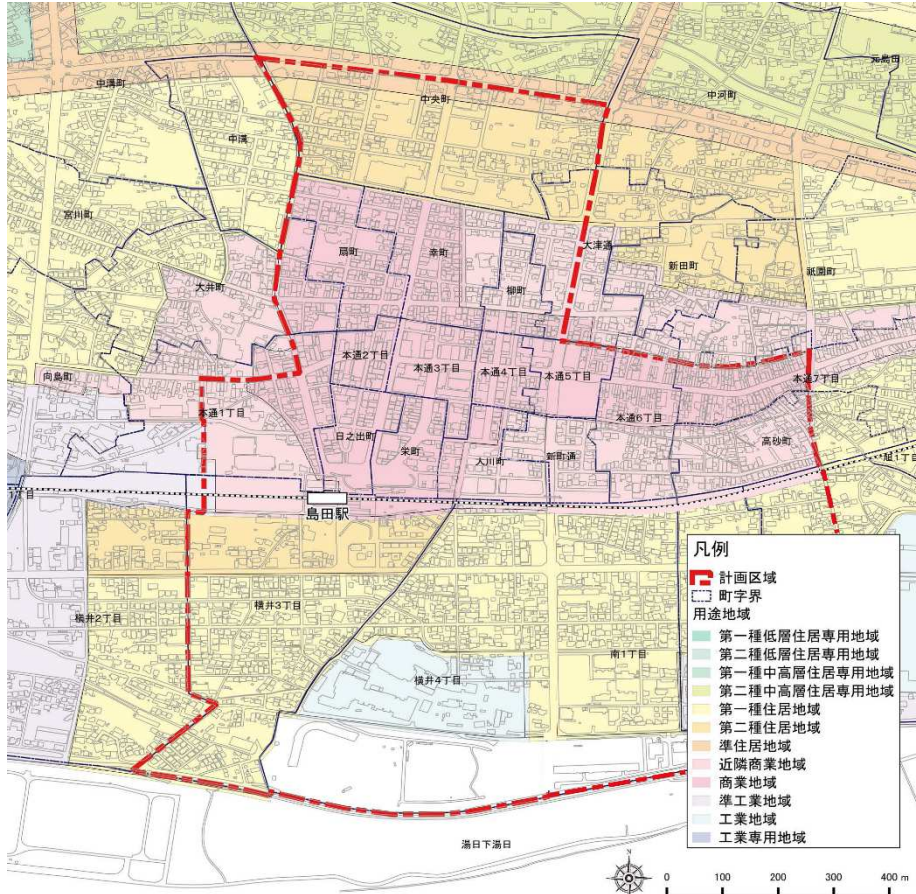 元島田
中溝町
中央町
中河町
中溝
宮川町
扇町
幸町
大津通
新田町
祇園町
大井町
柳町
本通2丁目
本通3丁目
本通4丁目
本通5丁目
本通7丁目
向島町
本通1丁目
本通6丁目
日之出町
栄町
大川町
新町通
高砂町
旭1丁目
丁目
島田駅
横井2丁目
横井3丁目
南1丁目
横井4丁目
湯日下湯日
凡例
計画区域
町字界
用途地域
第一種低層住居専用地域
第二種低層住居専用地域
第一種中高層住居専用地域
第二種中高層住居専用地域
第一種住居地域
第二種住居地域
準住居地域
近隣商業地域
商業地域
準工業地域
工業地域
工業専用地域
N
0 100 200 300 400 m